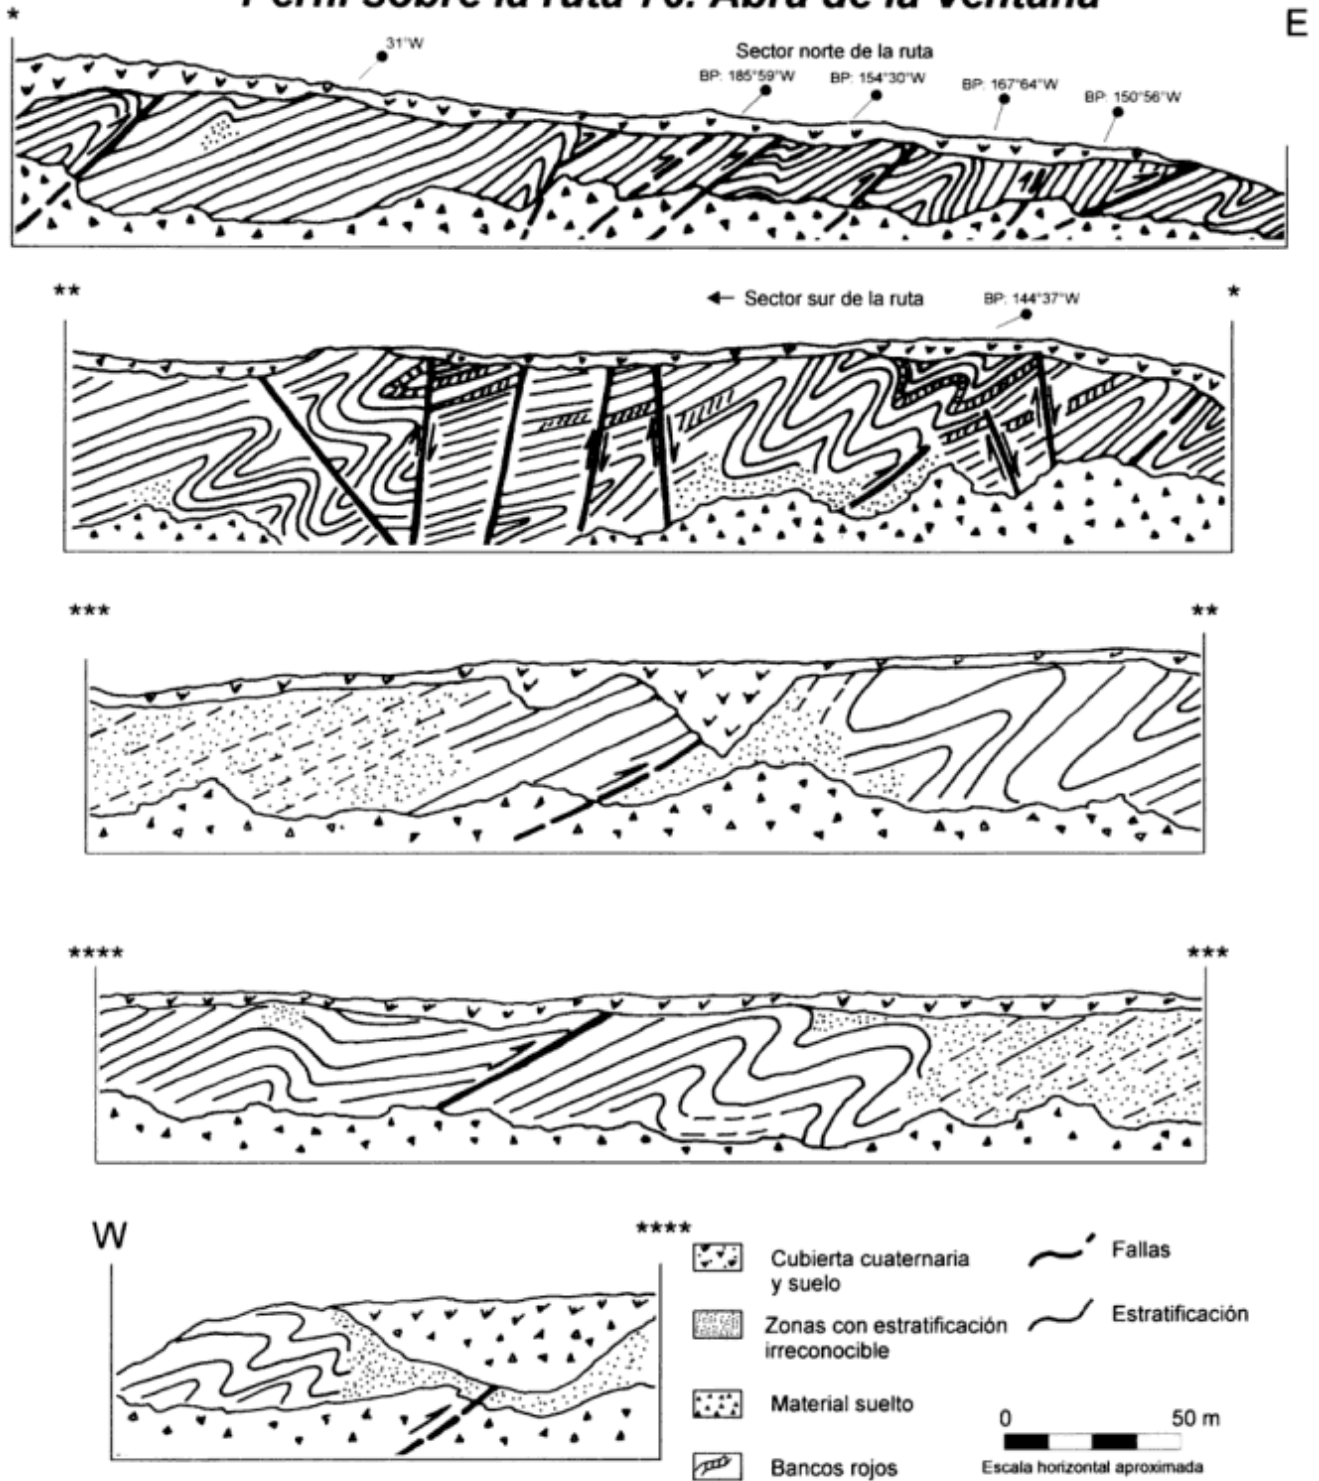 Perfil sobre la ruta 76: Abra de la Ventana
* E
31°W
Sector norte de la ruta
BP: 185°59°W BP: 154°30°W BP: 167°64°W BP: 150°56°W
** ← Sector sur de la ruta BP: 144°37°W *
*** **
**** ***
W ****
Cubierta cuaternaria
y suelo
Fallas
Zonas con estratificación
irreconocible
Estratificación
Material suelto
Bancos rojos
0 50 m
Escala horizontal aproximada